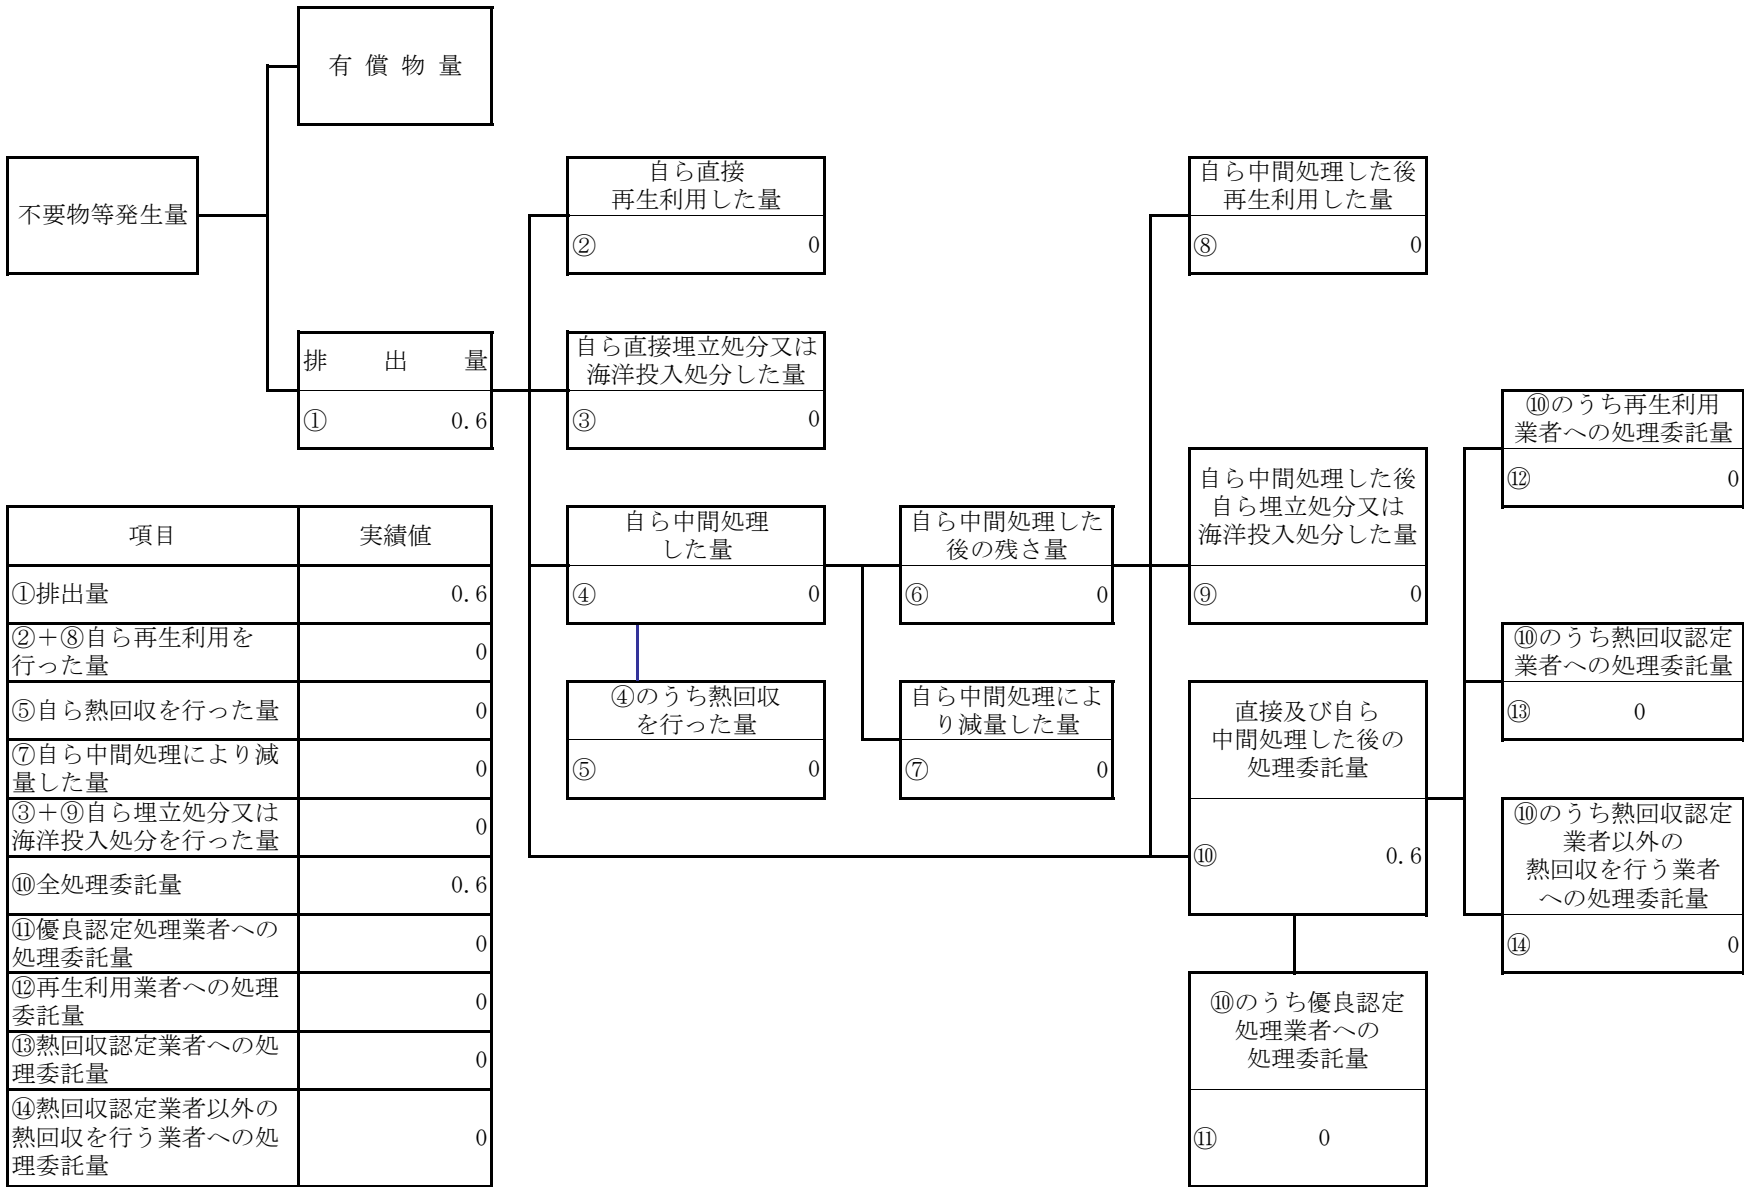 有償物量
不要物等発生量
排出量
① 0.6
自ら直接
再生利用した量
② 0
自ら直接埋立処分又は
海洋投入処分した量
③ 0
自ら中間処理
した量
④ 0
④のうち熱回収
を行った量
⑤ 0
自ら中間処理した
後の残さ量
⑥ 0
自ら中間処理によ
り減量した量
⑦ 0
自ら中間処理した後
再生利用した量
⑧ 0
自ら中間処理した後
自ら埋立処分又は
海洋投入処分した量
⑨ 0
直接及び自ら
中間処理した後の
処理委託量
⑩ 0.6
⑩のうち優良認定
処理業者への
処理委託量
⑪ 0
⑩のうち再生利用
業者への処理委託量
⑫ 0
⑩のうち熱回収認定
業者への処理委託量
⑬ 0
⑩のうち熱回収認定
業者以外の
熱回収を行う業者
への処理委託量
⑭ 0
項目 実績値
①排出量 0.6
②＋⑧自ら再生利用を
行った量 0
⑤自ら熱回収を行った量 0
⑦自ら中間処理により減
量した量 0
③＋⑨自ら埋立処分又は
海洋投入処分を行った量 0
⑩全処理委託量 0.6
⑪優良認定処理業者への
処理委託量 0
⑫再生利用業者への処理
委託量 0
⑬熱回収認定業者への処
理委託量 0
⑭熱回収認定業者以外の
熱回収を行う業者への処
理委託量 0